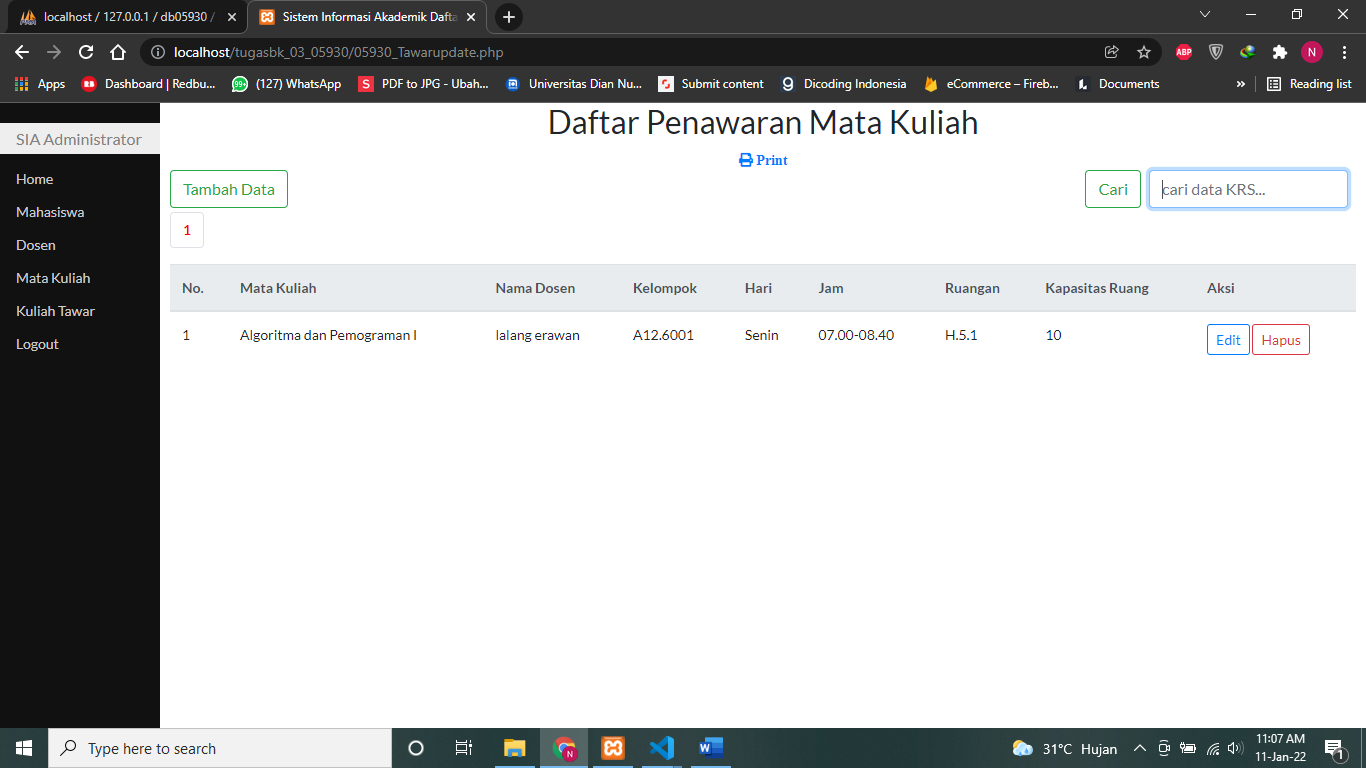 localhost / 127.0.0.1 / db05930 /
Sistem Informasi Akademik Dafta
localhost/tugasbk_03_05930/05930_Tawarupdate.php
ABP
N
Apps
Dashboard | Redbu...
99+
(127) WhatsApp
S
PDF to JPG - Ubah...
Universitas Dian Nu...
Submit content
Dicoding Indonesia
eCommerce – Fireb...
Documents
»
Reading list
SIA Administrator
Home
Mahasiswa
Dosen
Mata Kuliah
Kuliah Tawar
Logout
Daftar Penawaran Mata Kuliah
Print
Tambah Data
Cari
cari data KRS...
1
No. Mata Kuliah Nama Dosen Kelompok Hari Jam Ruangan Kapasitas Ruang Aksi
1 Algoritma dan Pemograman I lalang erawan A12.6001 Senin 07.00-08.40 H.5.1 10 Edit Hapus
Type here to search
N
W
31°C Hujan
11:07 AM
11-Jan-22
1